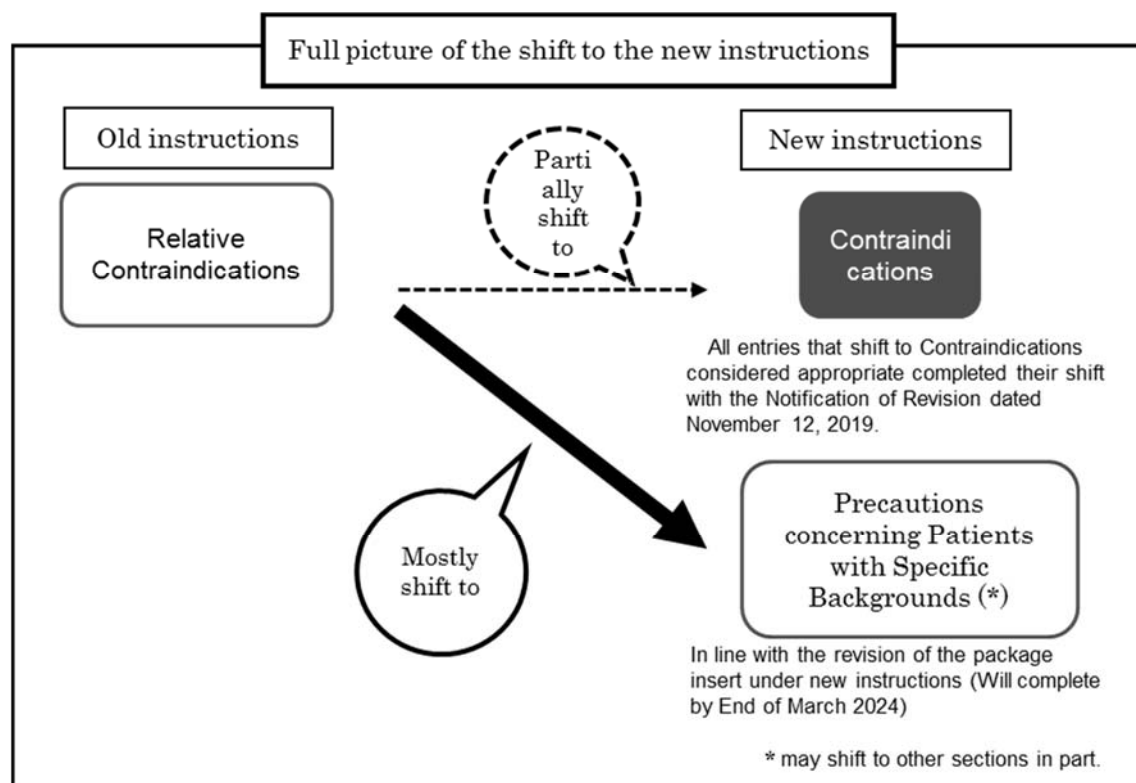 Full picture of the shift to the new instructions
Old instructions
New instructions
Relative
Contraindications
Parti
ally
shift
to
Contraindi
cations
All entries that shift to Contraindications
considered appropriate completed their shift
with the Notification of Revision dated
November 12, 2019.
Mostly
shift to
Precautions
concerning Patients
with Specific
Backgrounds (*)
In line with the revision of the package
insert under new instructions (Will complete
by End of March 2024)
* may shift to other sections in part.